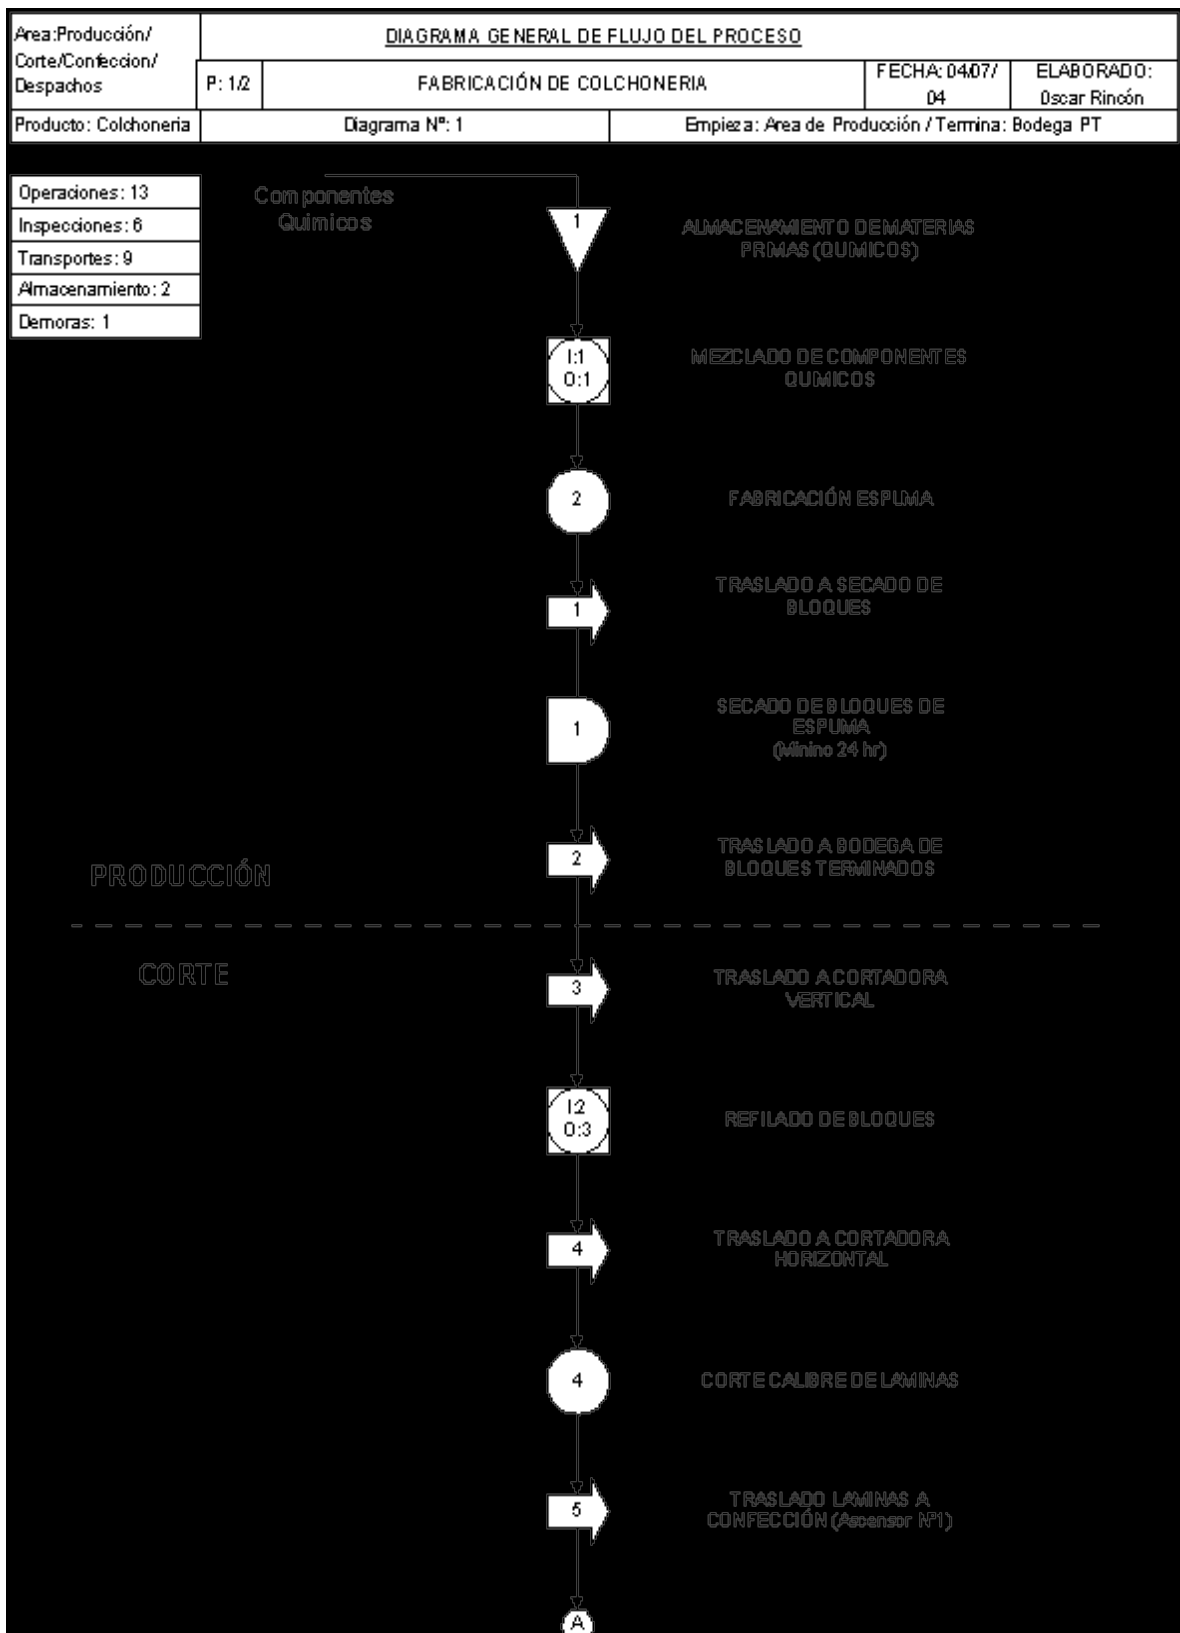 Area:Producción/
Corte/Confeccion/
Despachos
DIAGRAMA GENERAL DE FLUJO DEL PROCESO
P: 1/2
FABRICACIÓN DE COLCHONERIA
FECHA: 04/07/
04
ELABORADO:
Oscar Rincón
Producto: Colchoneria
Diagrama Nº: 1
Empieza: Area de Producción / Termina: Bodega PT
Operaciones: 13
Inspecciones: 6
Transportes: 9
Almacenamiento: 2
Demoras: 1
Componentes
Quimicos
1
ALMACENAMIENTO DE MATERIAS
PRIMAS (QUIMICOS)
I:1
O:1
MEZCLADO DE COMPONENTES
QUIMICOS
2
FABRICACIÓN ESPUMA
1
TRASLADO A SECADO DE
BLOQUES
1
SECADO DE BLOQUES DE
ESPUMA
(Minino 24 hr)
2
TRASLADO A BODEGA DE
BLOQUES TERMINADOS
PRODUCCIÓN
CORTE
3
TRASLADO A CORTADORA
VERTICAL
I:2
O:3
REFILADO DE BLOQUES
4
TRASLADO A CORTADORA
HORIZONTAL
4
CORTE CALIBRE DE LAMINAS
5
TRASLADO LAMINAS A
CONFECCIÓN (Ascensor Nº1)
A